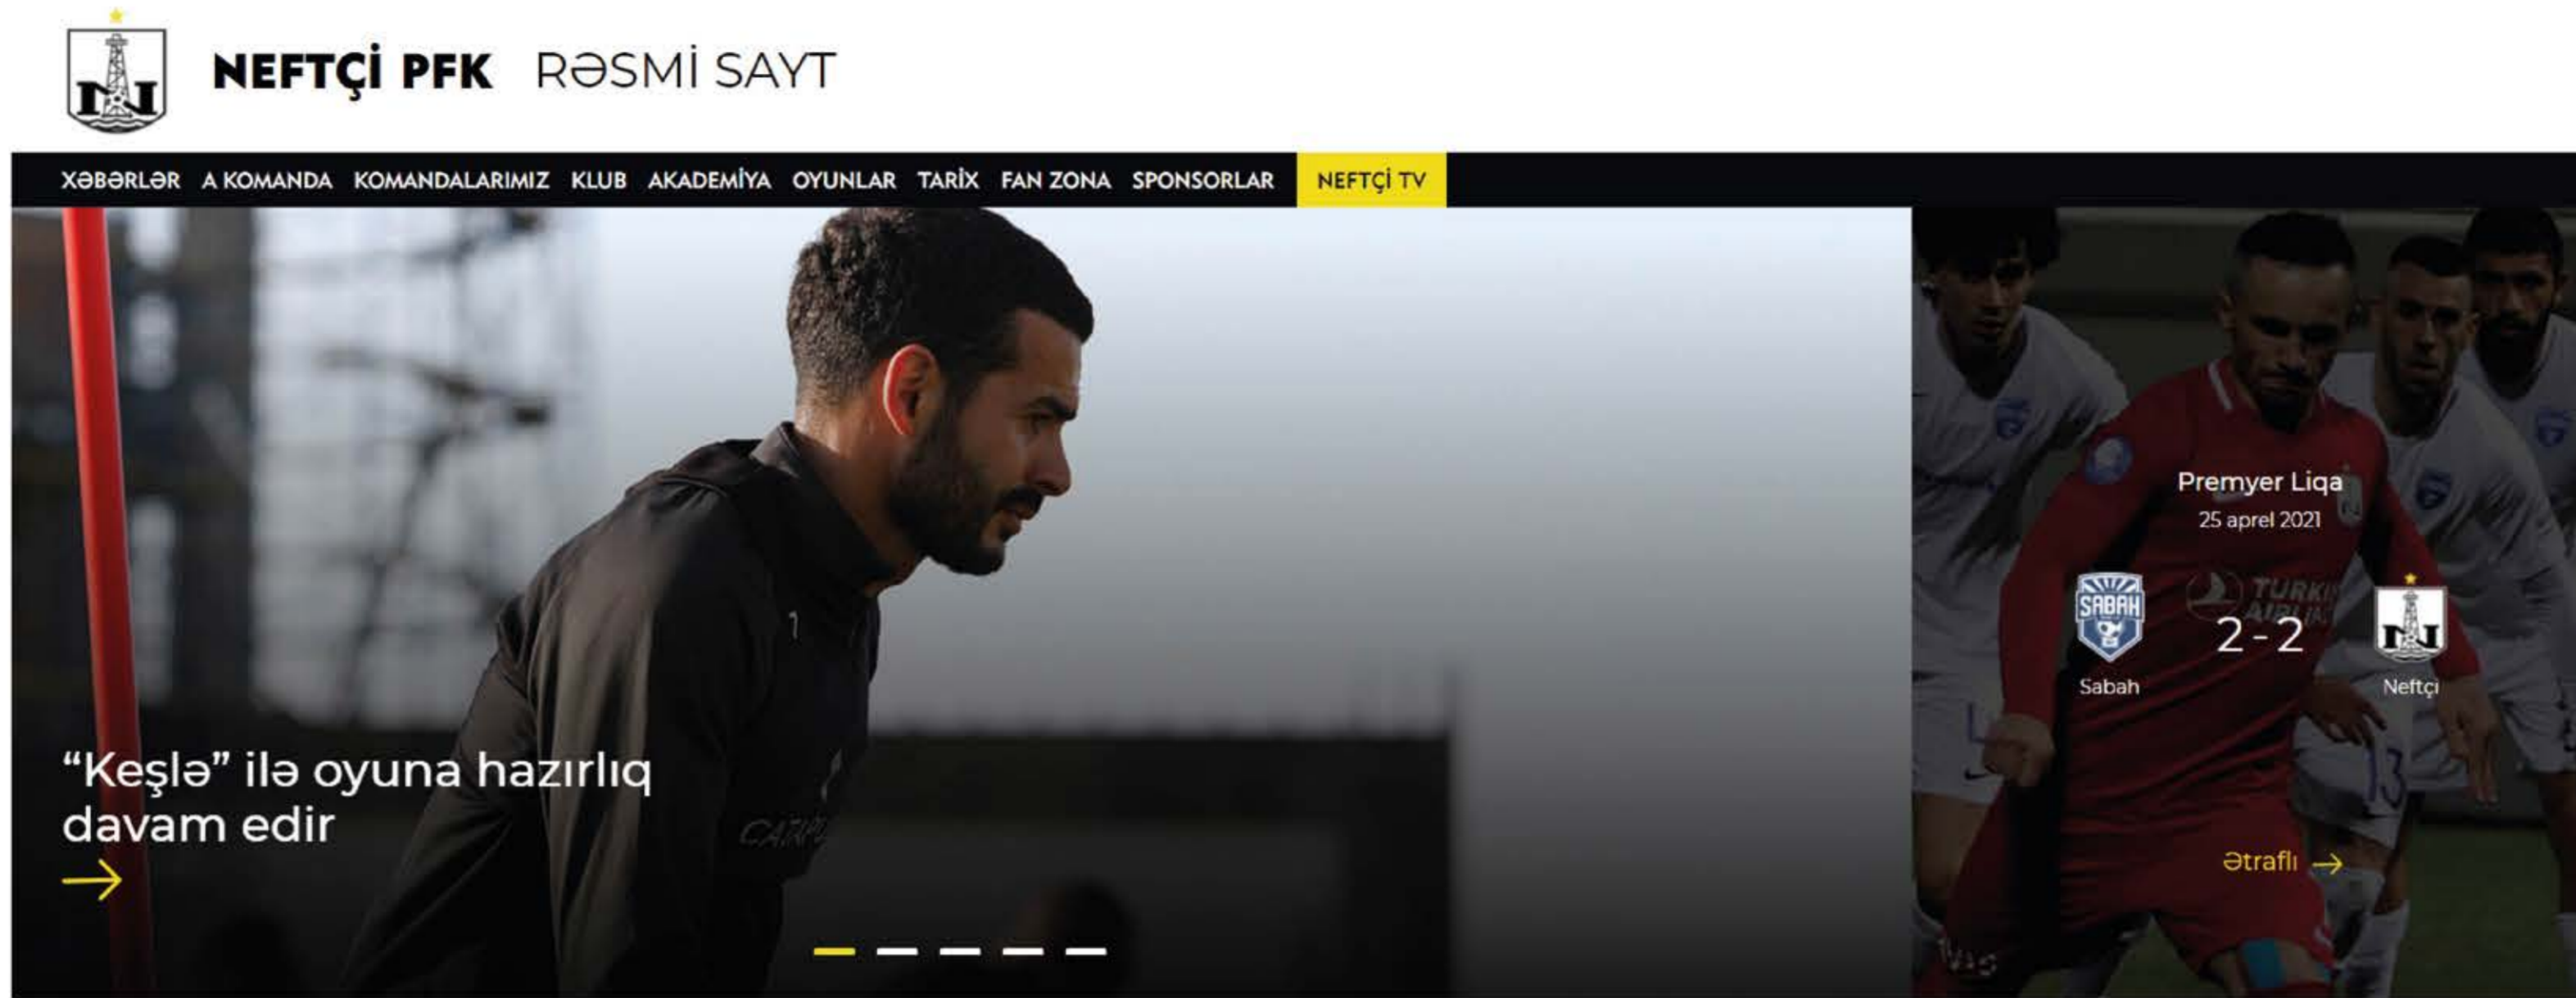 NEFTÇİ PFK RƏSMİ SAYT
XƏBƏRLƏR A KOMANDA KOMANDALARIMIZ KLUB AKADEMİYA OYUNLAR TARİX FAN ZONA SPONSORLAR NEFTÇİ TV
“Keşlə” ilə oyuna hazırlıq
davam edir
Premyer Liqa
25 aprel 2021
SABAH
2-2
Sabah
Neftçi
Ətraflı
13